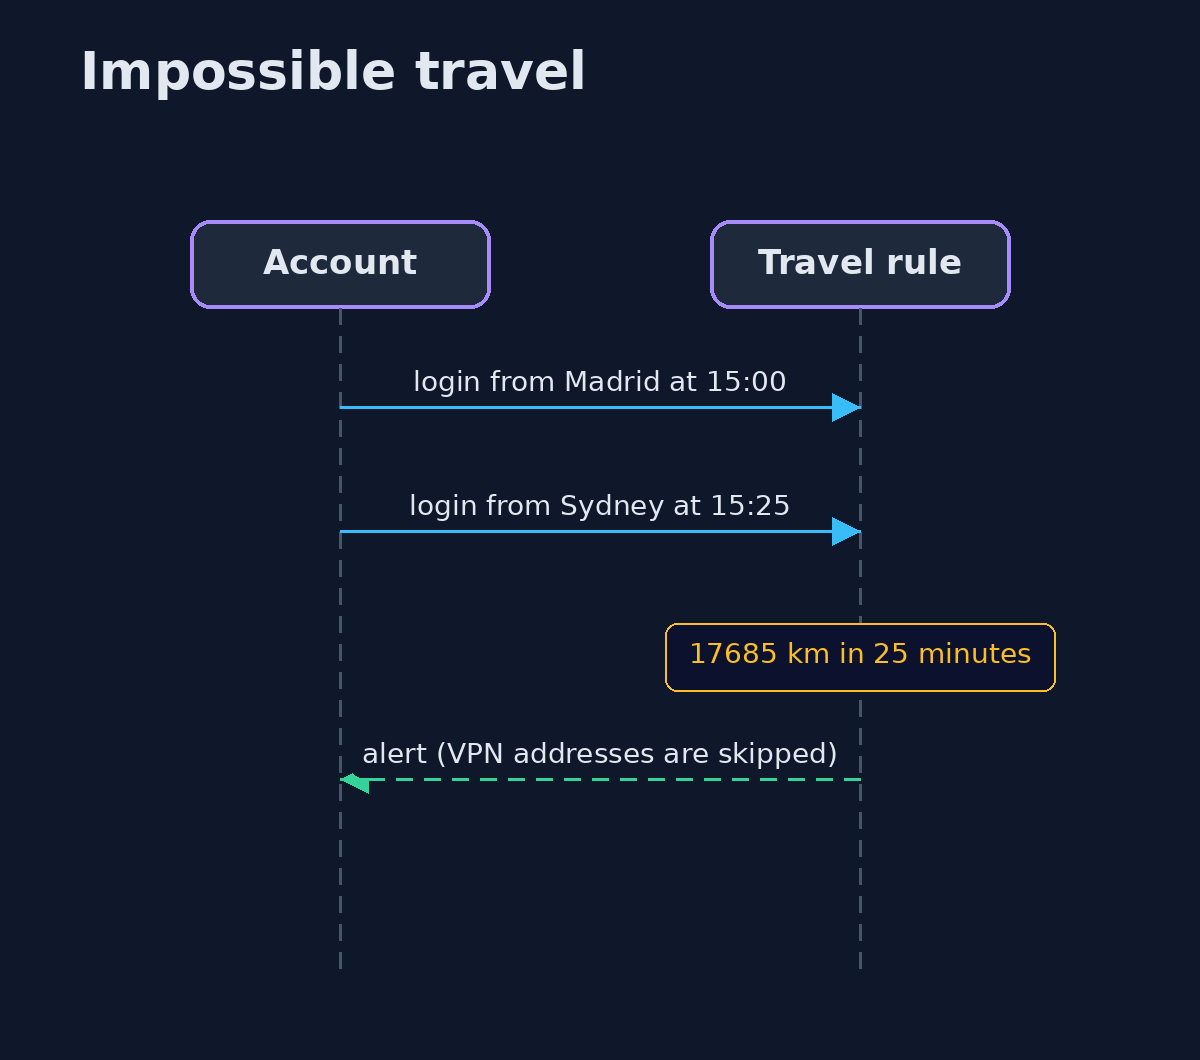 Impossible travel
Account
Travel rule
login from Madrid at 15:00
login from Sydney at 15:25
17685 km in 25 minutes
alert (VPN addresses are skipped)